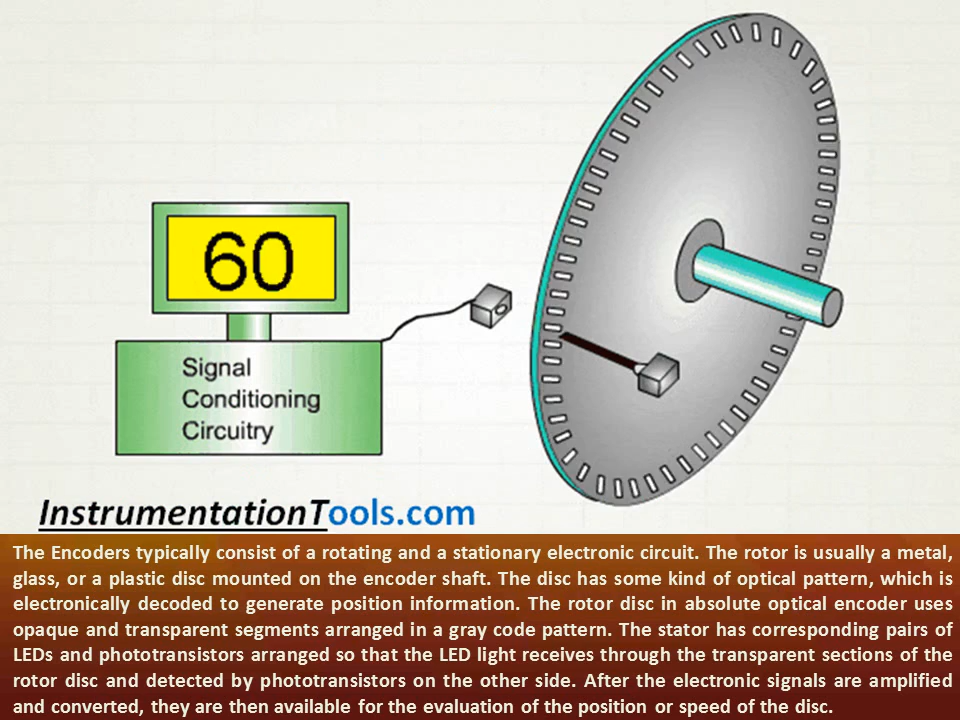 60
Signal
Conditioning
Circuitry
InstrumentationTools.com
The Encoders typically consist of a rotating and a stationary electronic circuit. The rotor is usually a metal,
glass, or a plastic disc mounted on the encoder shaft. The disc has some kind of optical pattern, which is
electronically decoded to generate position information. The rotor disc in absolute optical encoder uses
opaque and transparent segments arranged in a gray code pattern. The stator has corresponding pairs of
LEDs and phototransistors arranged so that the LED light receives through the transparent sections of the
rotor disc and detected by phototransistors on the other side. After the electronic signals are amplified
and converted, they are then available for the evaluation of the position or speed of the disc.